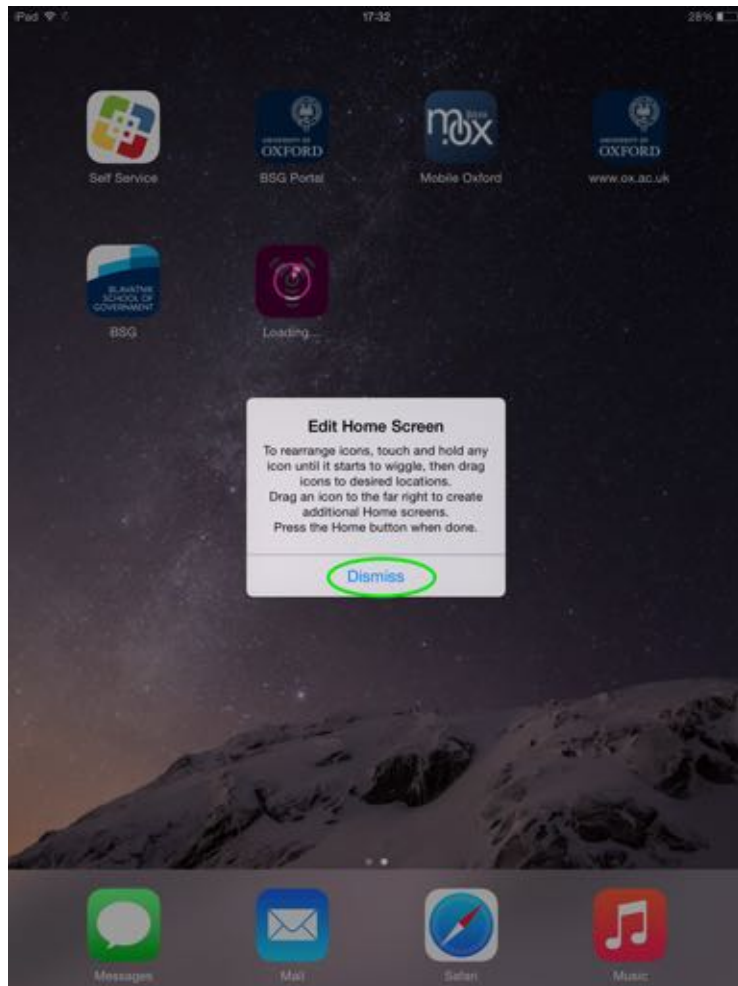 iPad 17:32 28%
Self Service BSG Portal Mobile Oxford www.ox.ac.uk
UNIVERSITY OF
OXFORD
mox
UNIVERSITY OF
OXFORD
BLAVATNIK
SCHOOL OF
GOVERNMENT
BSG Loading...
Edit Home Screen
To rearrange icons, touch and hold any
icon until it starts to wiggle, then drag
icons to desired locations.
Drag an icon to the far right to create
additional Home screens.
Press the Home button when done.
Dismiss
Messages Mail Safari Music